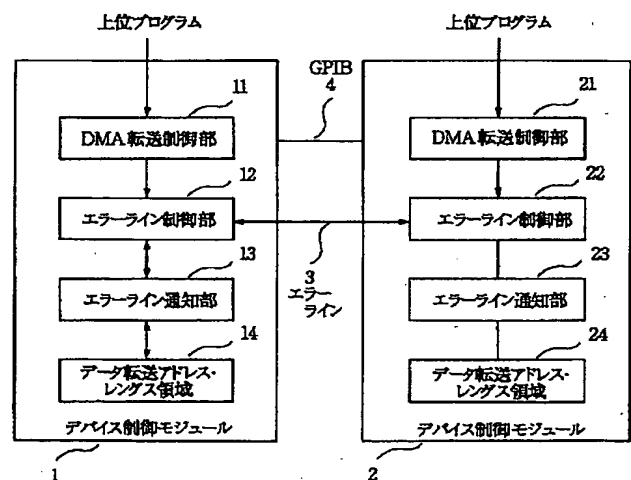 上位プログラム
11
DMA転送制御部
12
エラーライン制御部
13
エラーライン通知部
14
データ転送アドレス・
レングス領域
デバイス制御モジュール
1
GPIB
4
3
エラー
ライン
上位プログラム
21
DMA転送制御部
22
エラーライン制御部
23
エラーライン通知部
24
データ転送アドレス・
レングス領域
デバイス制御モジュール
2